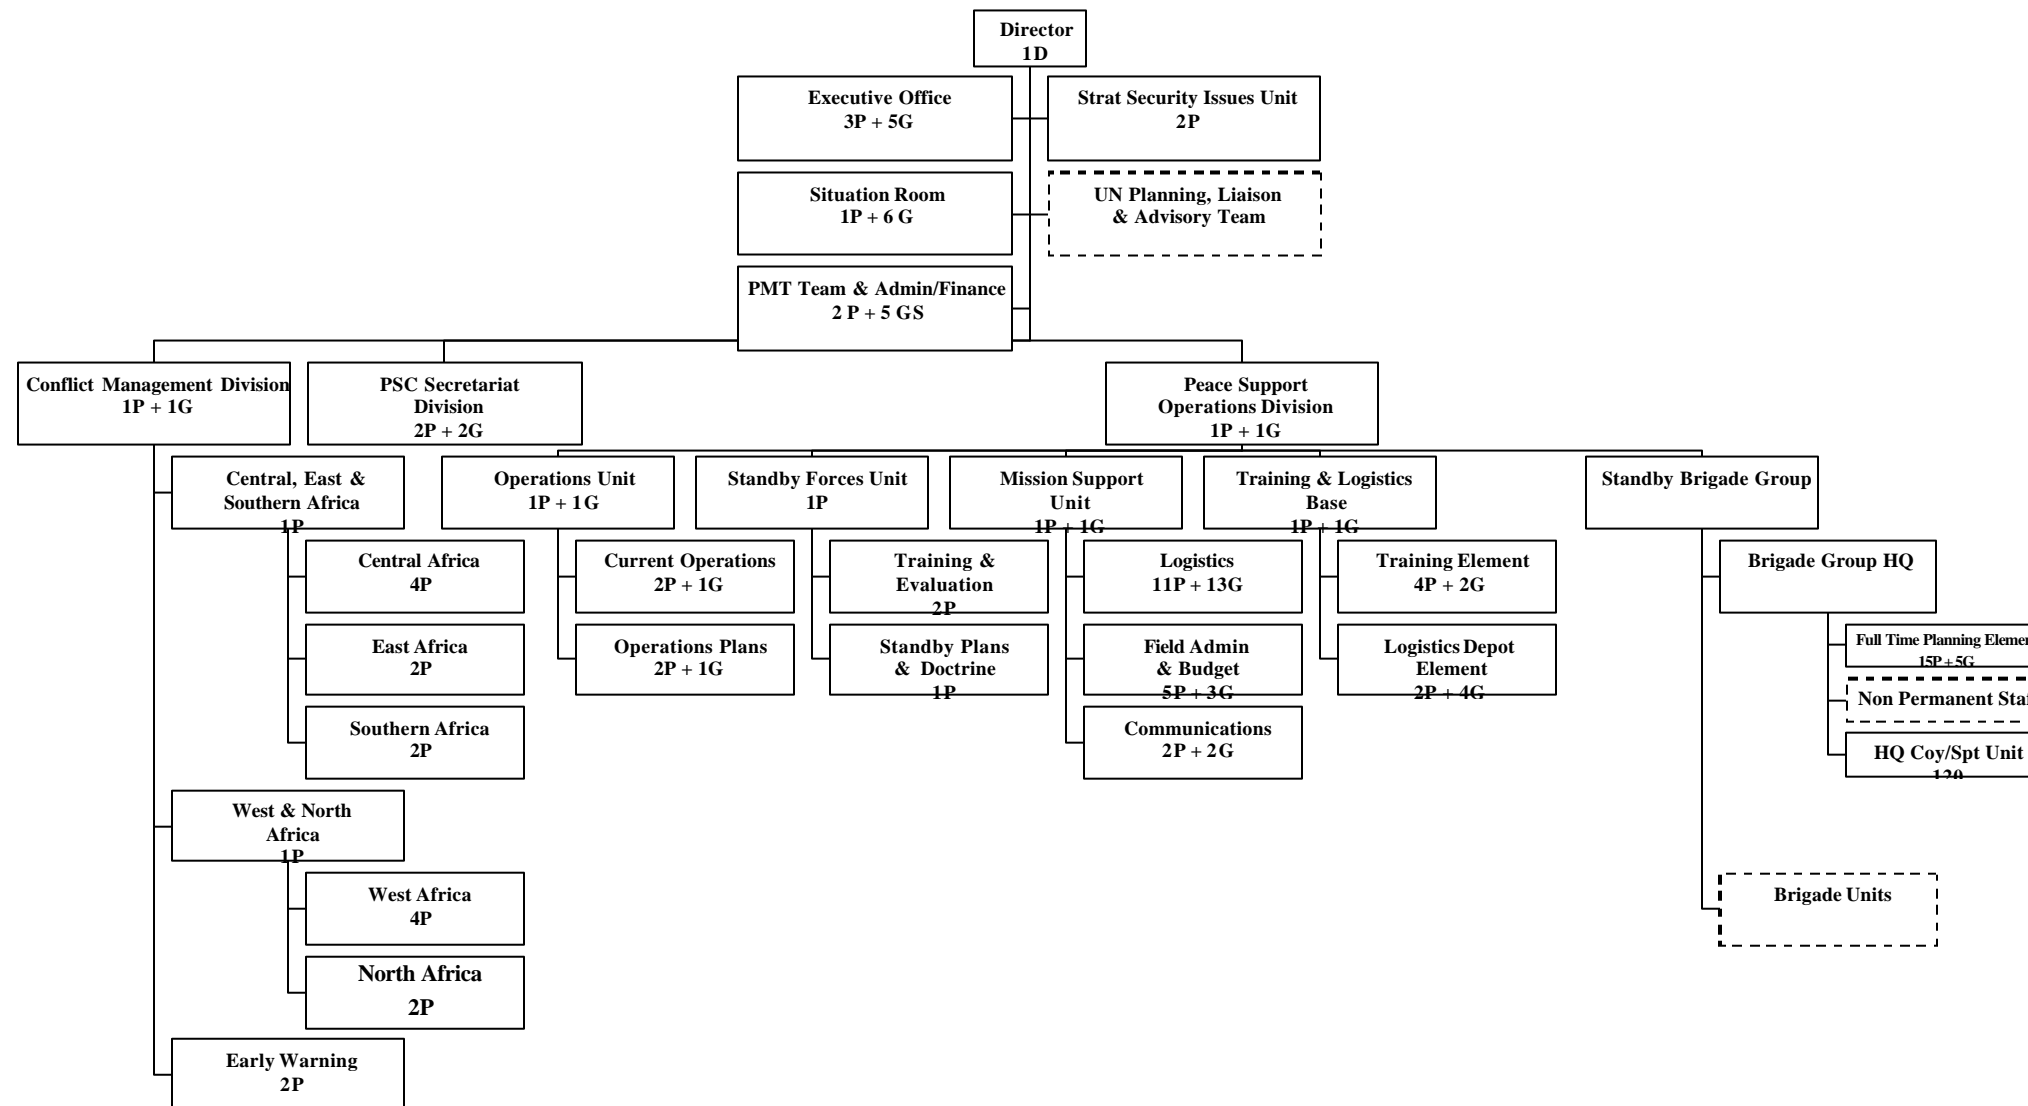 Director
1D
Executive Office
3P + 5G
Strat Security Issues Unit
2P
Situation Room
1P + 6 G
UN Planning, Liaison
& Advisory Team
PMT Team & Admin/Finance
2 P + 5 GS
Conflict Management Division
1P + 1G
PSC Secretariat
Division
2P + 2G
Peace Support
Operations Division
1P + 1G
Central, East &
Southern Africa
1P
Operations Unit
1P + 1G
Standby Forces Unit
1P
Mission Support
Unit
1P + 1G
Training & Logistics
Base
1P + 1G
Standby Brigade Group
Central Africa
4P
Current Operations
2P + 1G
Training &
Evaluation
2P
Logistics
11P + 13G
Training Element
4P + 2G
Brigade Group HQ
East Africa
2P
Operations Plans
2P + 1G
Standby Plans
& Doctrine
1P
Field Admin
& Budget
5P + 3G
Logistics Depot
Element
2P + 4G
Full Time Planning
15P + 5G
Non Permanent
Southern Africa
2P
Communications
2P + 2G
HQ Coy/Spt Unit
120
West & North
Africa
1P
West Africa
4P
Brigade Units
North Africa
2P
Early Warning
2P